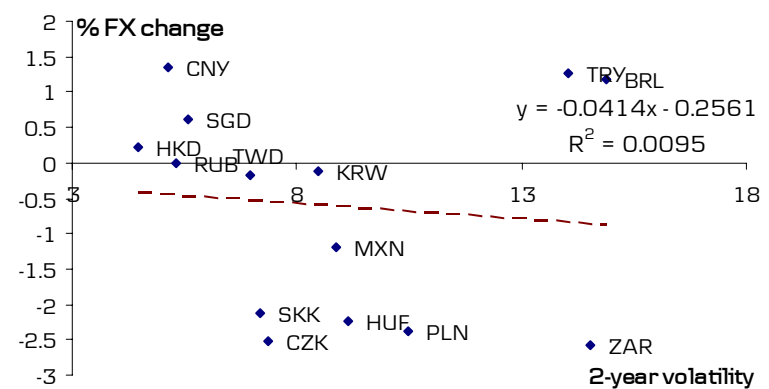 2
% FX change
1.5
CNY
TRY
BRL
1
y = -0.0414x - 0.2561
0.5
SGD
R² = 0.0095
HKD
RUB
TWD
KRW
0
3
8
13
18
-0.5
-1
MXN
-1.5
-2
SKK
HUF
PLN
-2.5
CZK
ZAR
-3
2-year volatility